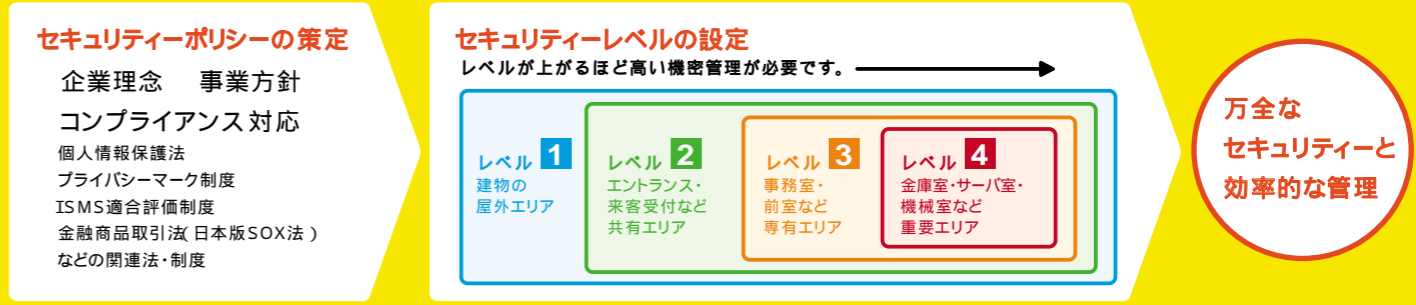 セキュリティーポリシーの策定
企業理念 事業方針
コンプライアンス対応
個人情報保護法
プライバシーマーク制度
ISMS適合評価制度
金融商品取引法(日本版SOX法)
などの関連法・制度
セキュリティーレベルの設定
レベルが上がるほど高い機密管理が必要です。
レベル 1
建物の
屋外エリア
レベル 2
エントランス・
来客受付など
共有エリア
レベル 3
事務室・
前室など
専有エリア
レベル 4
金庫室・サーバ室・
機械室など
重要エリア
万全な
セキュリティーと
効率的な管理